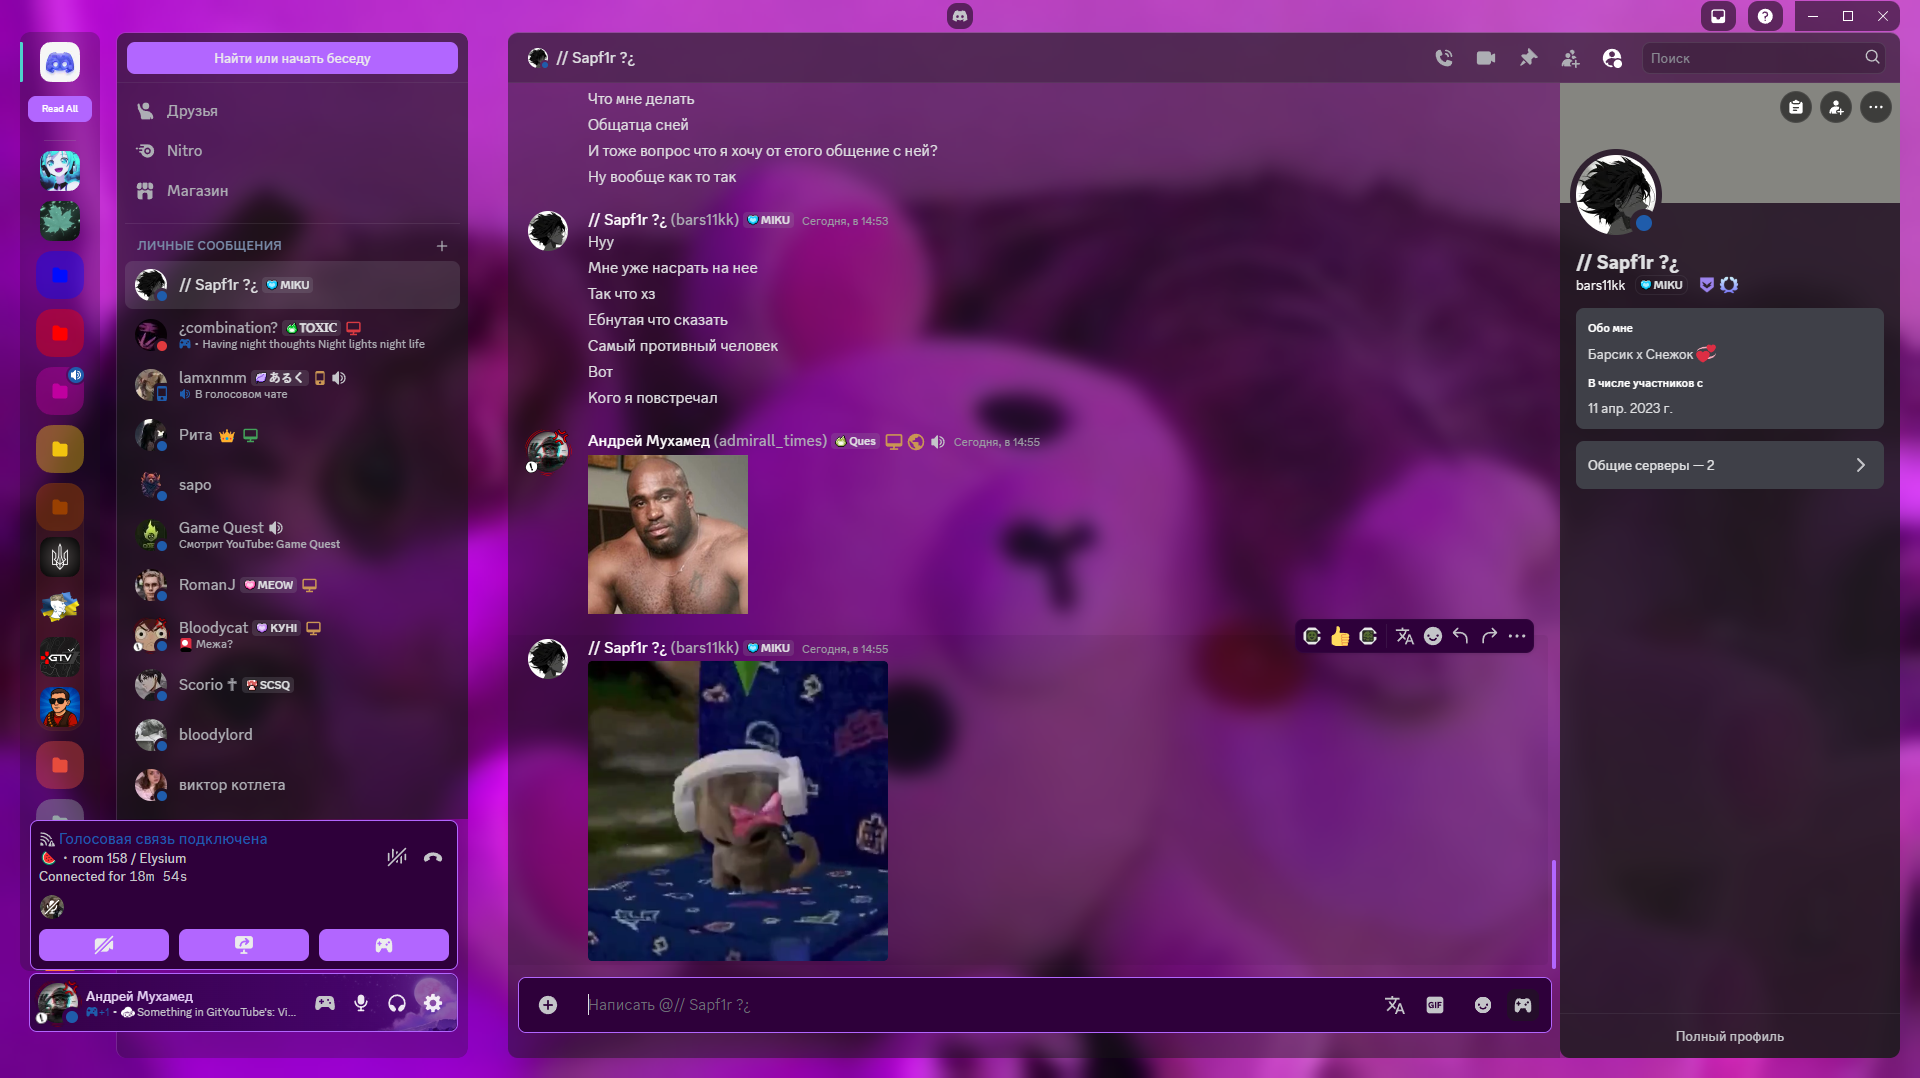 Найти или начать беседу
Read All
Друзья
Nitro
Магазин
ЛИЧНЫЕ СООБЩЕНИЯ
// Sapf1r ?¿ MIKU
¿combination? TOXIC
• Having night thoughts Night lights night life
lamxnmm あるく
В голосовом чате
Рита
sapo
Game Quest
Смотрит YouTube: Game Quest
RomanJ MEOW
Bloodycat КУНІ
Межа?
GTV
Scorio SCSQ
bloodylord
виктор котлета
Голосовая связь подключена
• room 158 / Elysium
Connected for 18m 54s
Андрей Мухамед
+1 • Something in GitYouTube's: Vi...
// Sapf1r ?¿
Поиск
Что мне делать
Общатца сней
И тоже вопрос что я хочу от етого общение с ней?
Ну вообще как то так
// Sapf1r ?¿ (bars11kk) MIKU Сегодня, в 14:53
Нуу
Мне уже насрать на нее
Так что хз
Ебнутая что сказать
Самый противный человек
Вот
Кого я повстречал
Андрей Мухамед (admirall_times) Ques Сегодня, в 14:55
// Sapf1r ?¿ (bars11kk) MIKU Сегодня, в 14:55
Написать @// Sapf1r ?¿
GIF
// Sapf1r ?¿
bars11kk MIKU
Обо мне
Барсик x Снежок
В числе участников с
11 апр. 2023 г.
Общие серверы — 2
Полный профиль